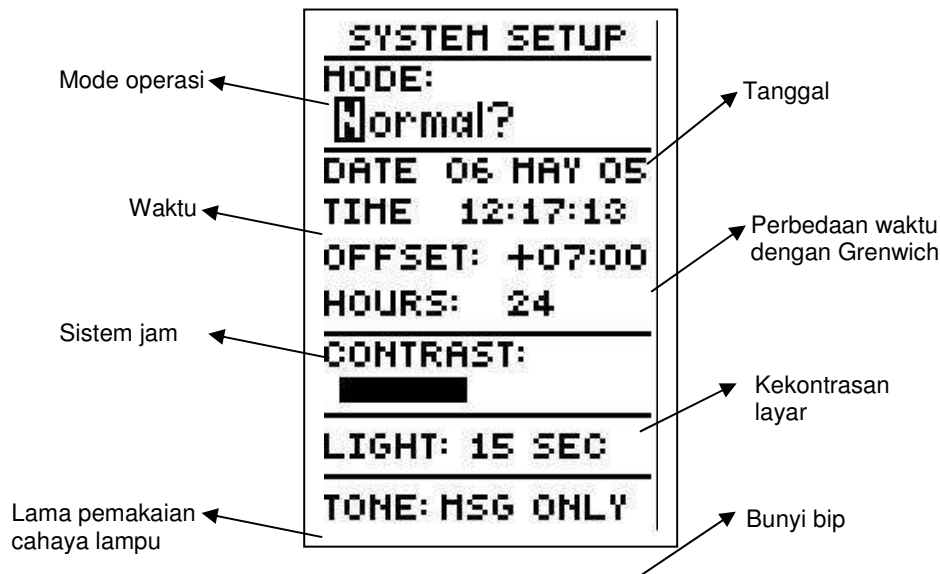 SYSTEM SETUP
Mode operasi
MODE:
Normal?
Tanggal
DATE 06 MAY 05
Waktu
TIME 12:17:13
Perbedaan waktu
dengan Grenwich
OFFSET: +07:00
HOURS: 24
Sistem jam
CONTRAST:
Kekontrasan
layar
LIGHT: 15 SEC
TONE: MSG ONLY
Lama pemakaian
cahaya lampu
Bunyi bip